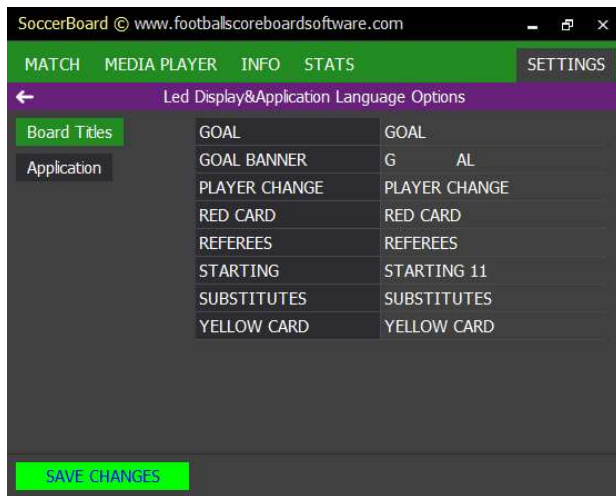 SoccerBoard © www.footballscoreboardsoftware.com
MATCH MEDIA PLAYER INFO STATS SETTINGS
Led Display&Application Language Options
Board Titles
Application
GOAL GOAL
GOAL BANNER G AL
PLAYER CHANGE PLAYER CHANGE
RED CARD RED CARD
REFEREES REFEREES
STARTING STARTING 11
SUBSTITUTES SUBSTITUTES
YELLOW CARD YELLOW CARD
SAVE CHANGES